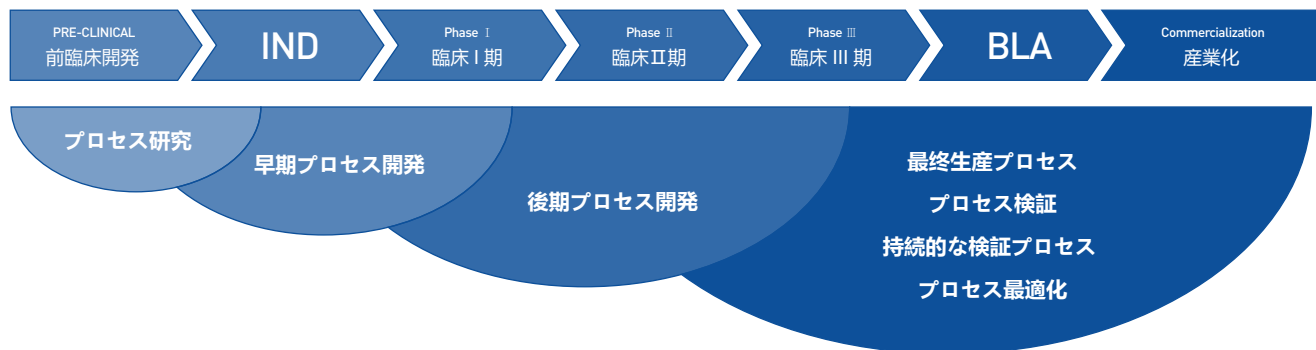 PRE-CLINICAL
前臨床開発
IND
Phase Ⅰ
臨床Ⅰ期
Phase Ⅱ
臨床Ⅱ期
Phase Ⅲ
臨床 III 期
BLA
Commercialization
産業化
プロセス研究
早期プロセス開発
後期プロセス開発
最终生産プロセス
プロセス検証
持続的な検証プロセス
プロセス最適化